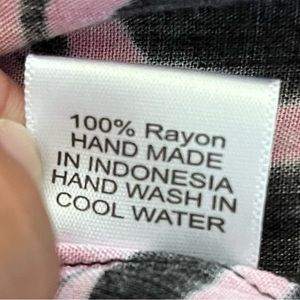 100% Rayon
HAND MADE
IN INDONESIA
HAND WASH IN
COOL WATER